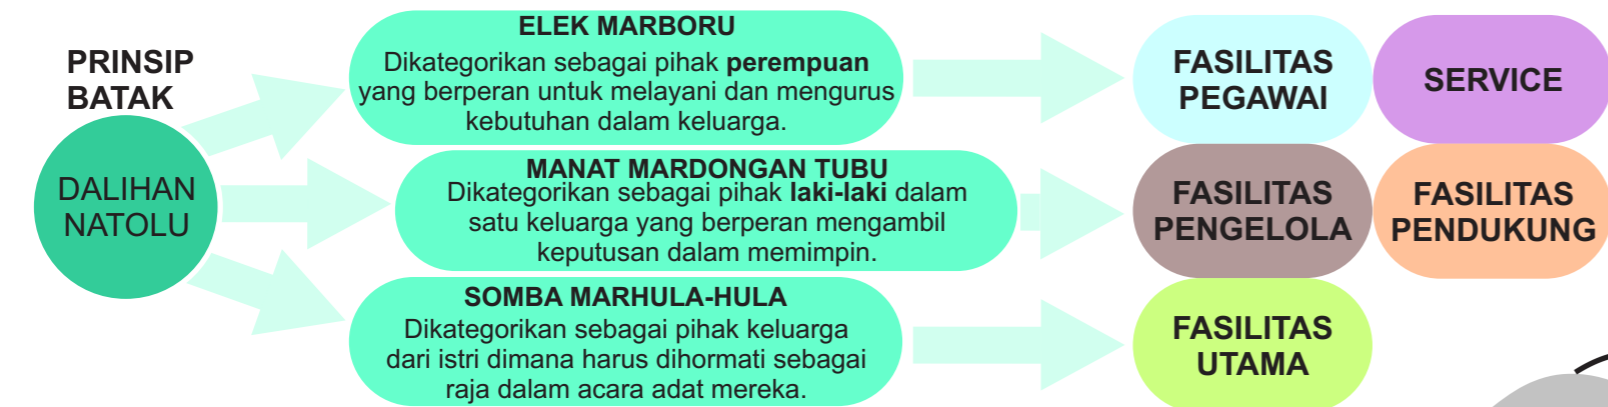 PRINSIP
BATAK
DALIHAN
NATOLU
ELEK MARBORU
Dikategorikan sebagai pihak perempuan
yang berperan untuk melayani dan mengurus
kebutuhan dalam keluarga.
FASILITAS
PEGAWAI
SERVICE
MANAT MARDONGAN TUBU
Dikategorikan sebagai pihak laki-laki dalam
satu keluarga yang berperan mengambil
keputusan dalam memimpin.
FASILITAS
PENGELOLA
FASILITAS
PENDUKUNG
SOMBA MARHULA-HULA
Dikategorikan sebagai pihak keluarga
dari istri dimana harus dihormati sebagai
raja dalam acara adat mereka.
FASILITAS
UTAMA